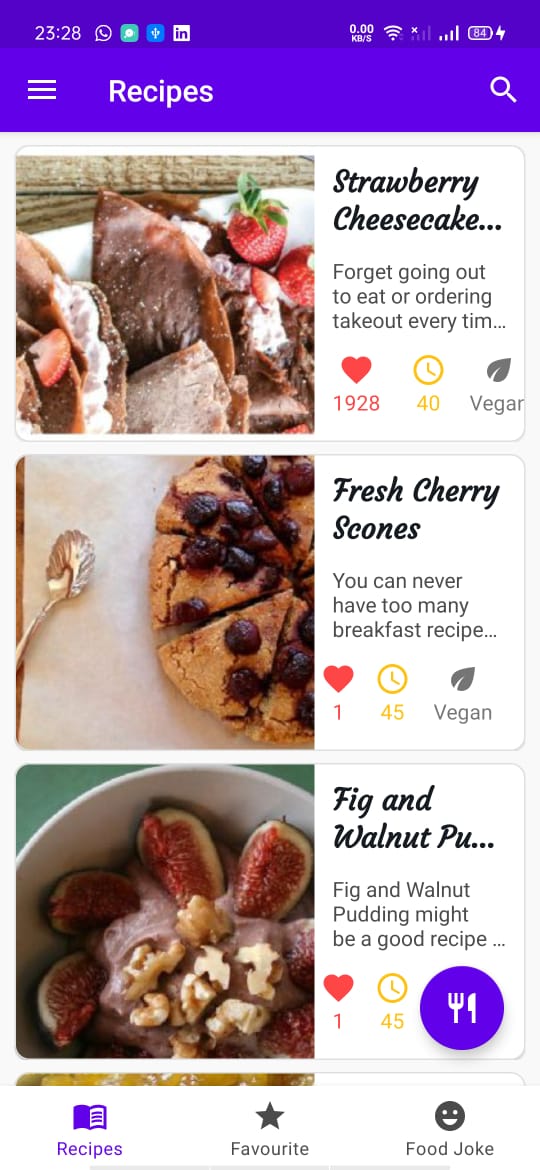 23:28
0.00
KB/S
84
Recipes
Strawberry
Cheesecake...
Forget going out
to eat or ordering
takeout every tim...
1928
40
Vegan
Fresh Cherry
Scones
You can never
have too many
breakfast recipe...
1
45
Vegan
Fig and
Walnut Pu...
Fig and Walnut
Pudding might
be a good recipe ...
1
45
Recipes
Favourite
Food Joke